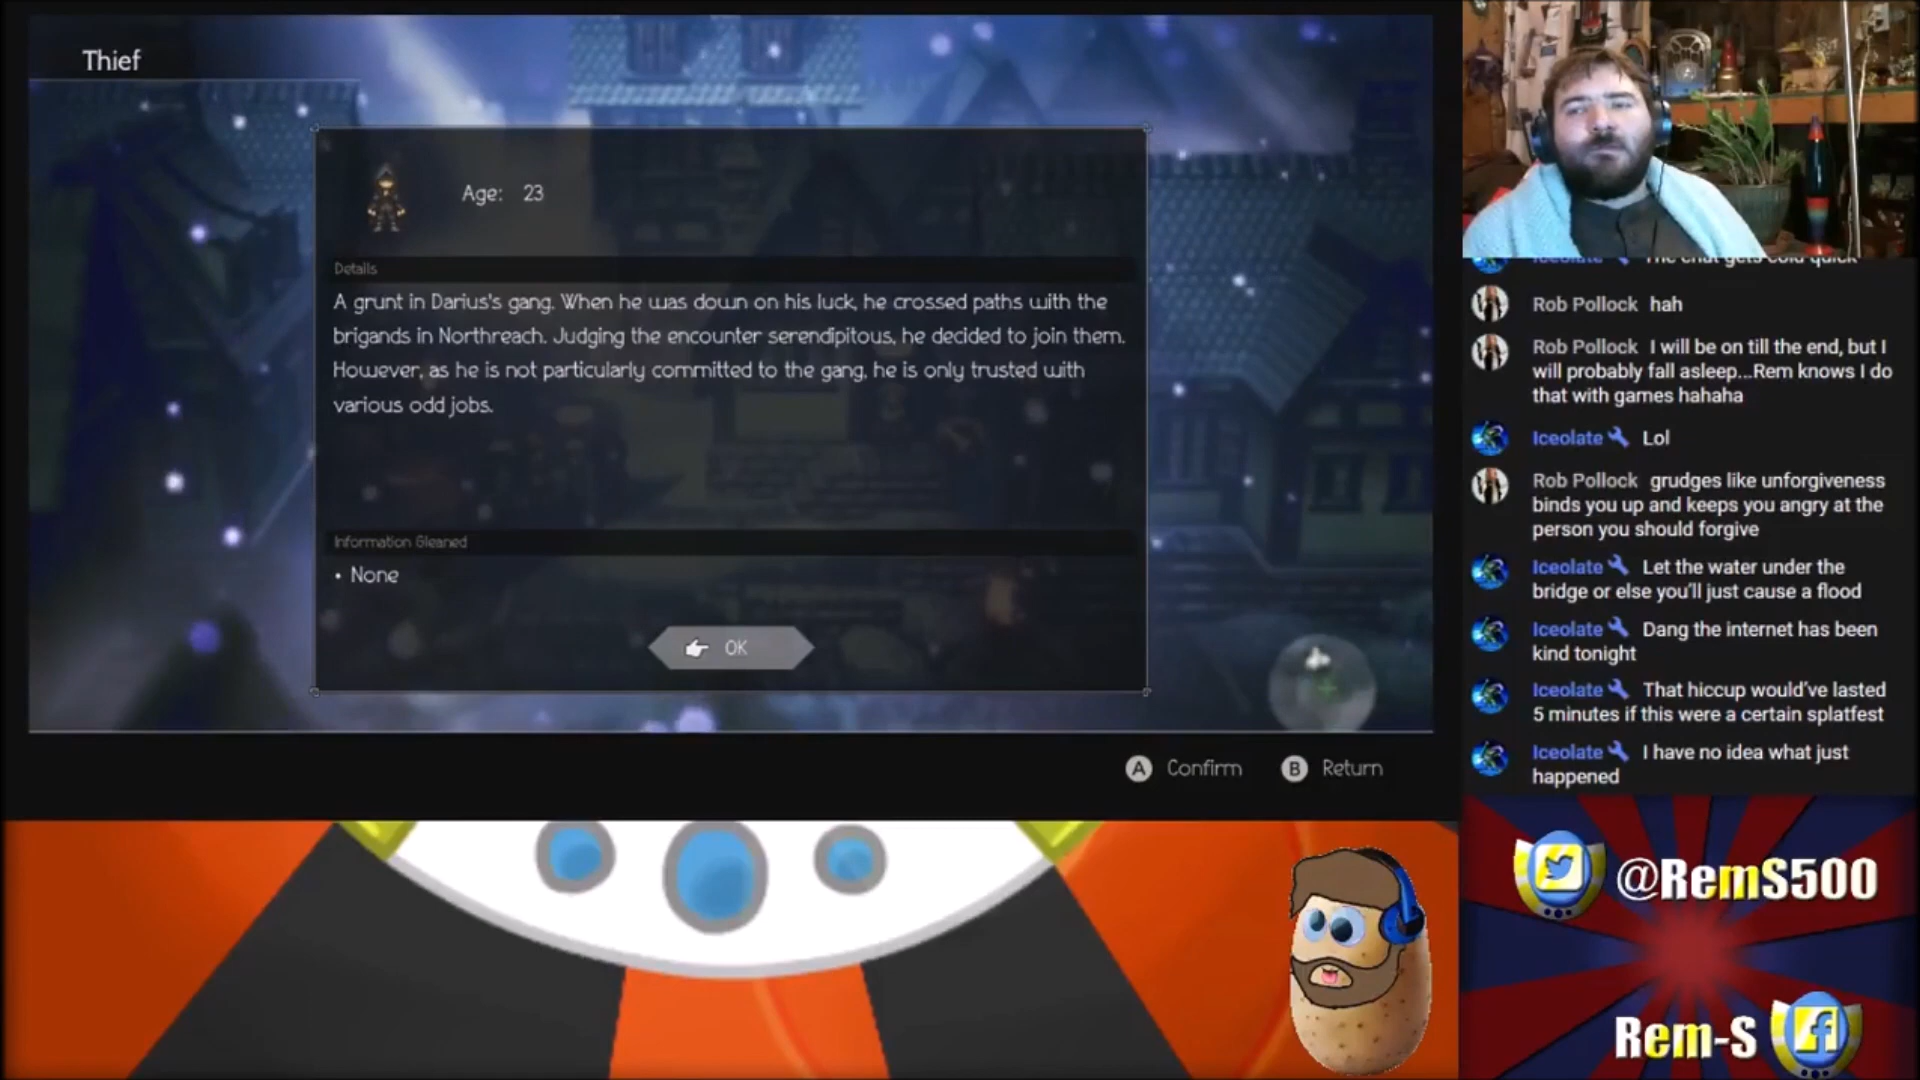 Thief
Age: 23
Details
A grunt in Darius's gang. When he was down on his luck, he crossed paths with the
brigands in Northreach. Judging the encounter serendipitous, he decided to join them.
However, as he is not particularly committed to the gang, he is only trusted with
various odd jobs.
Information Gleaned
• None
OK
A Confirm B Return
Iceolate The chat gets cold quick
Rob Pollock hah
Rob Pollock I will be on till the end, but I
will probably fall asleep...Rem knows I do
that with games hahaha
Iceolate Lol
Rob Pollock grudges like unforgiveness
binds you up and keeps you angry at the
person you should forgive
Iceolate Let the water under the
bridge or else you'll just cause a flood
Iceolate Dang the internet has been
kind tonight
Iceolate That hiccup would've lasted
5 minutes if this were a certain splatfest
Iceolate I have no idea what just
happened
@RemS500
Rem-S f